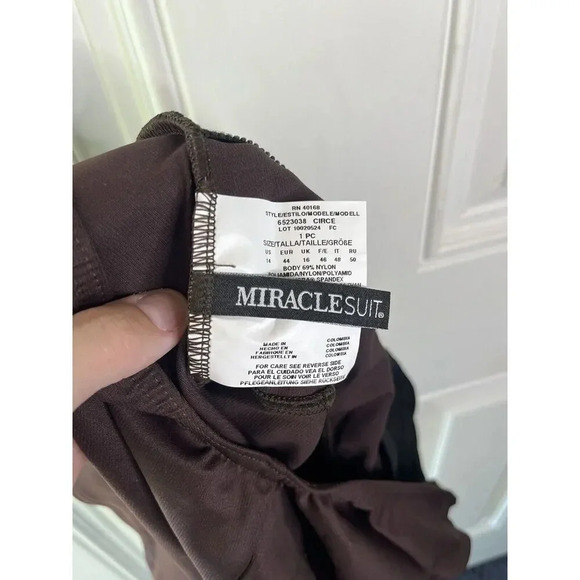 RN 40168
STYLE/ESTILO/MODELE/MODELL
6523038 CIRCE
LOT 10020524 FC
1 PC
SIZE/TALLA/TAILLE/GRÖßE
US EUR UK F/E IT RU
14 44 16 46 48 50
BODY 69% NYLON
POLIAMIDA/NYLON/POLYAMID
SPANDEX
MIRACLESUIT®
MADE IN COLOMBIA
HECHO EN COLOMBIA
FABRIQUE EN COLOMBIE
HERGESTELLT IN
FOR CARE SEE REVERSE SIDE
PARA EL CUIDADO VEA EL DORSO
POUR LE SOIN VOIR LE VERSO
PFLEGEANLEITUNG SIEHE RÜCKSEITE